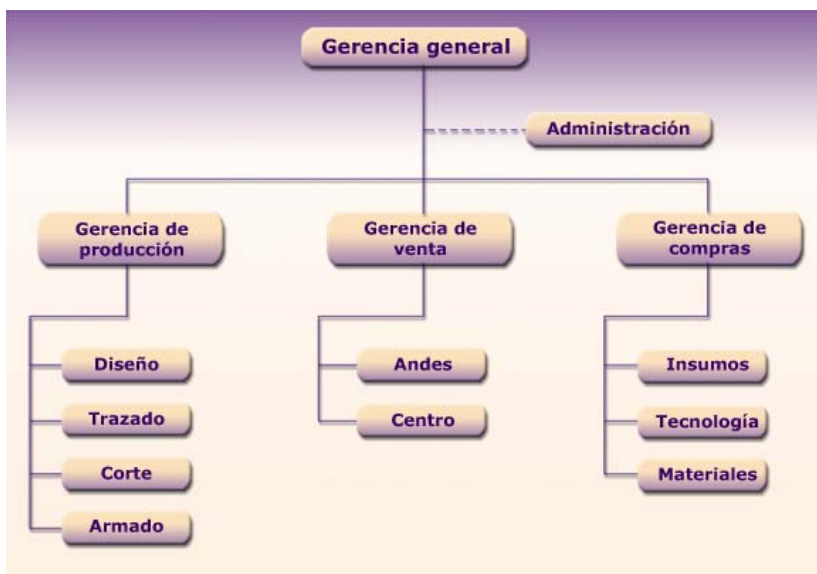 Gerencia general
Administración
Gerencia de
producción
Gerencia de
venta
Gerencia de
compras
Diseño
Trazado
Corte
Armado
Andes
Centro
Insumos
Tecnología
Materiales